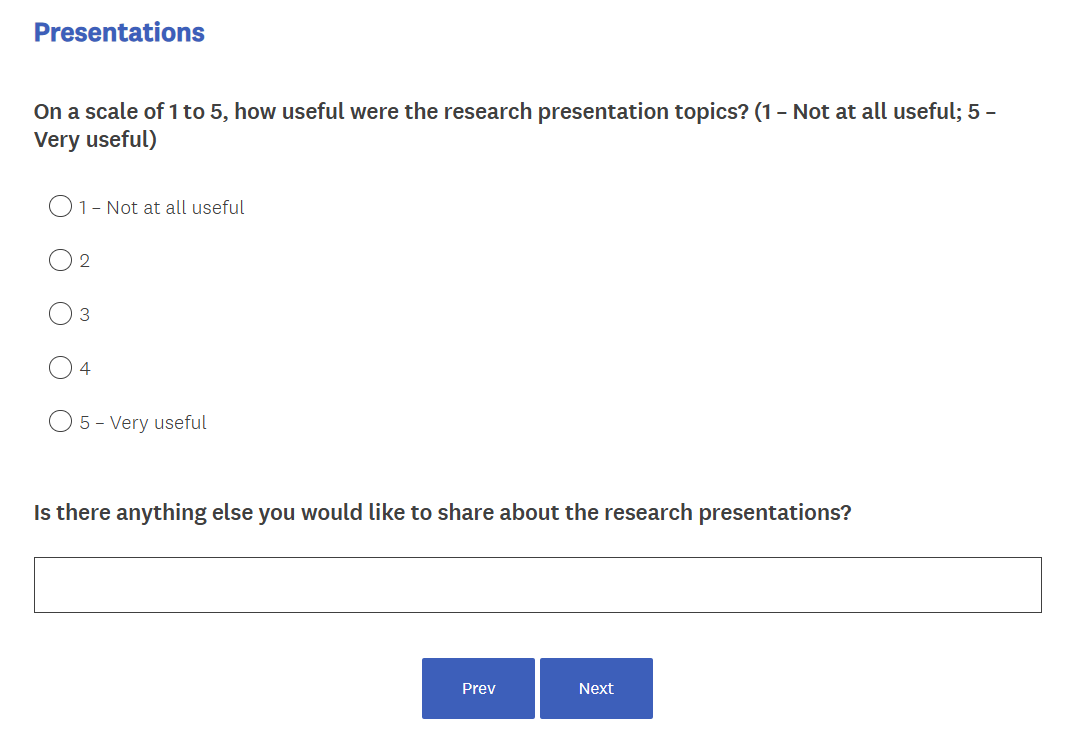 Presentations
On a scale of 1 to 5, how useful were the research presentation topics? (1 – Not at all useful; 5 –
Very useful)
1 – Not at all useful
2
3
4
5 – Very useful
Is there anything else you would like to share about the research presentations?
Prev
Next